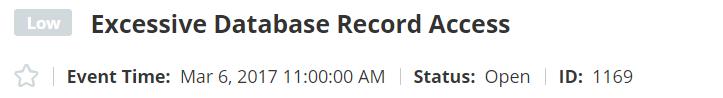 Low Excessive Database Record Access
Event Time: Mar 6, 2017 11:00:00 AM Status: Open ID: 1169